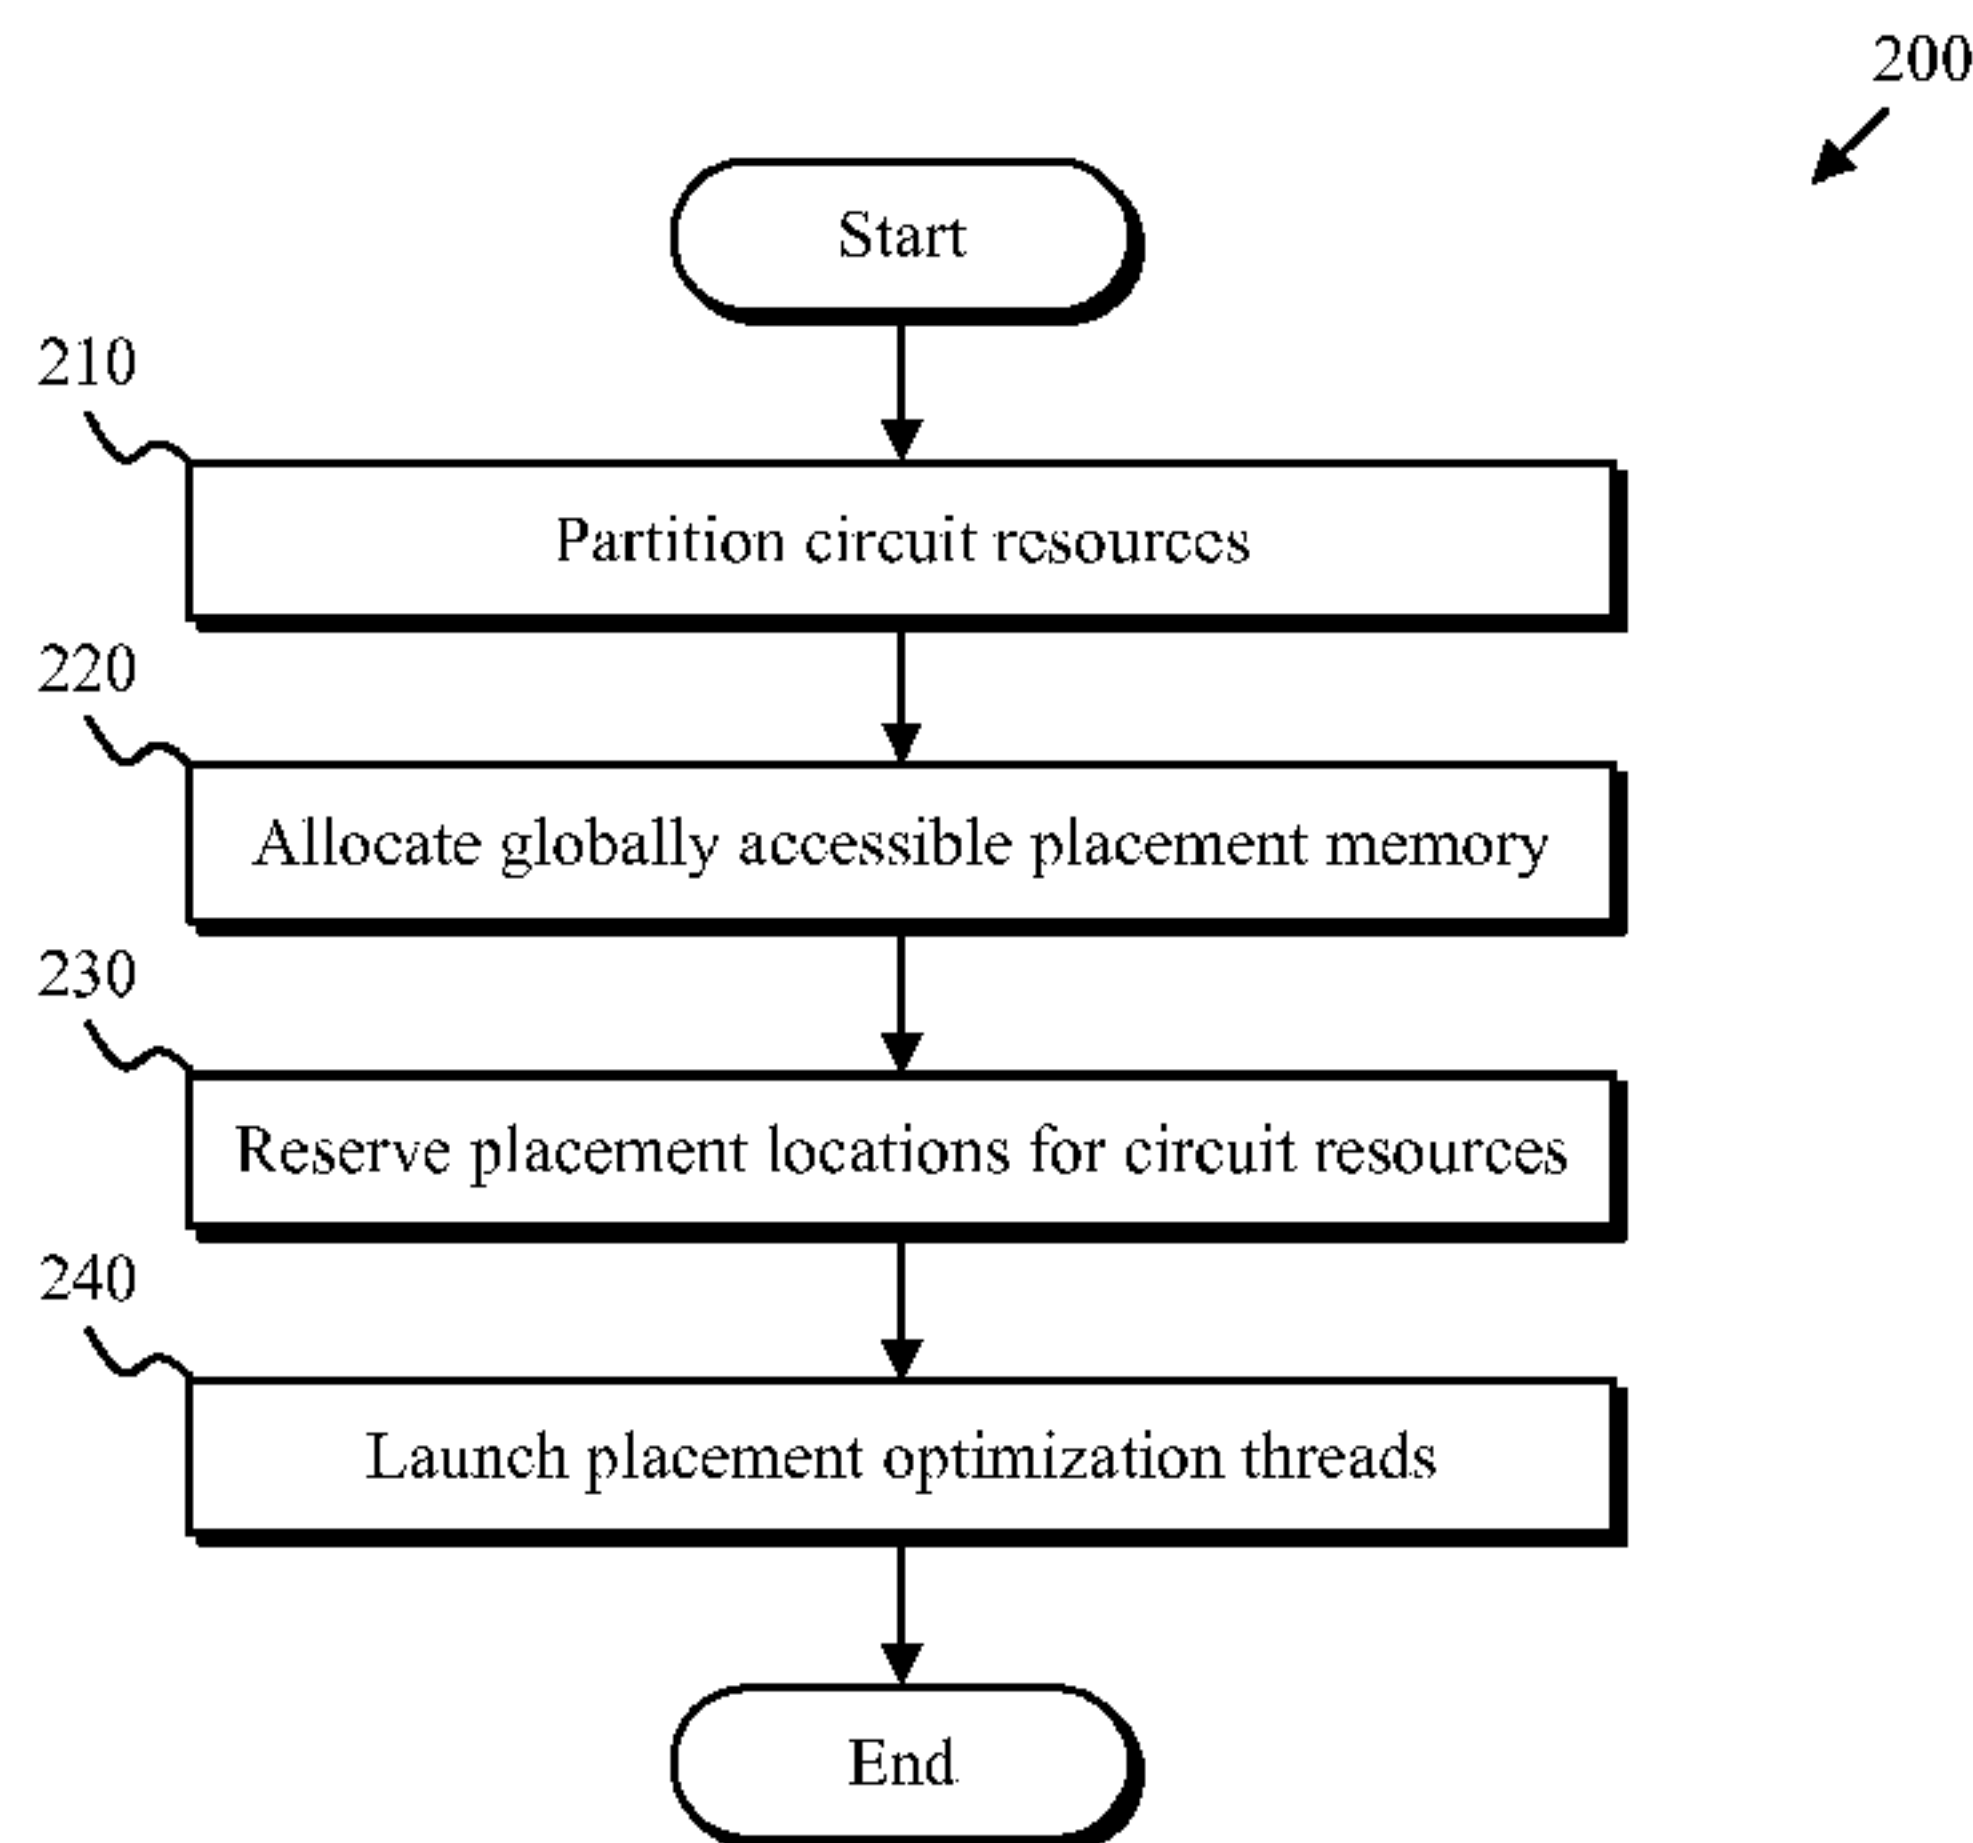 200
Start
210
Partition circuit resources
220
Allocate globally accessible placement memory
230
Reserve placement locations for circuit resources
240
Launch placement optimization threads
End